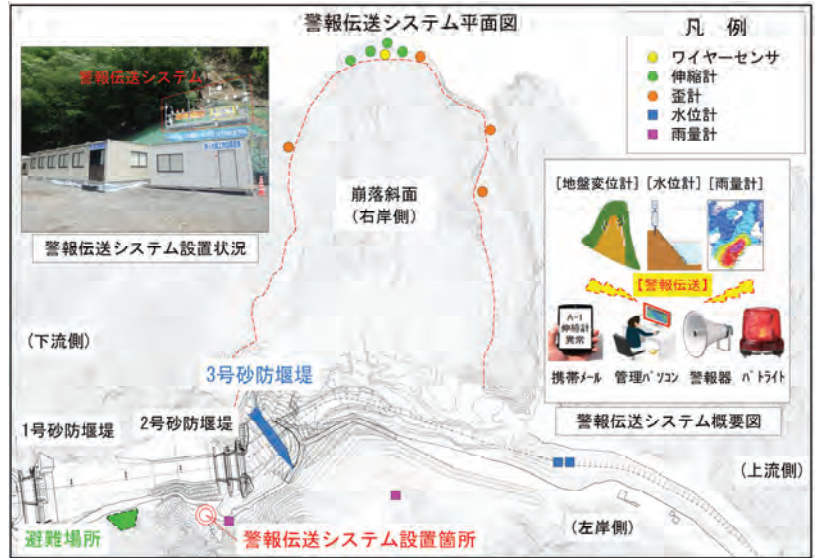 警報伝送システム平面図
警報伝送システム
警報伝送システム設置状況
凡 例
ワイヤーセンサ
伸縮計
歪計
水位計
雨量計
崩落斜面
(右岸側)
[地盤変位計] [水位計] [雨量計]
【警報伝送】
A-1
伸縮計
異常
携帯メール 管理パソコン 警報器 パトライト
警報伝送システム概要図
(下流側)
3号砂防堰堤
2号砂防堰堤
1号砂防堰堤
(上流側)
(左岸側)
避難場所
警報伝送システム設置箇所